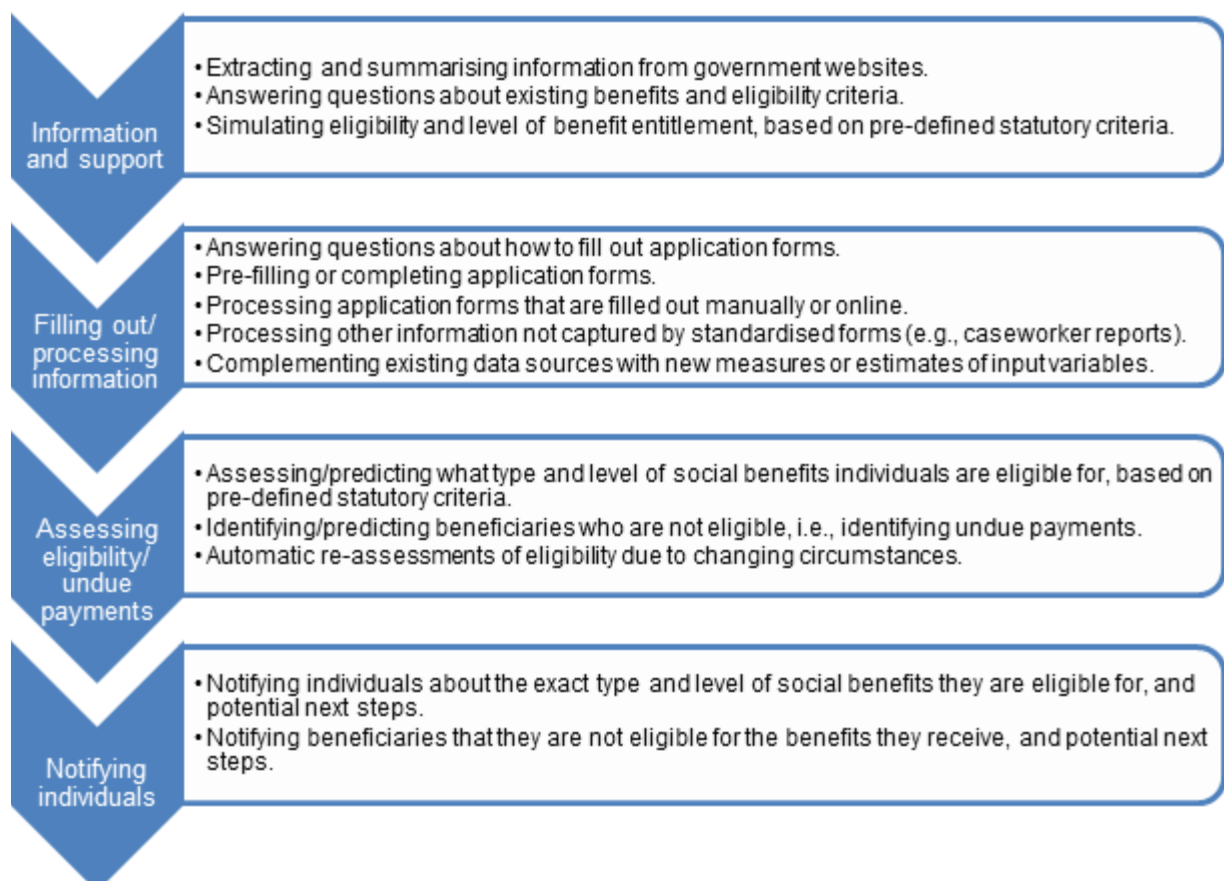 Information
and support
• Extracting and summarising information from government websites.
• Answering questions about existing benefits and eligibility criteria.
• Simulating eligibility and level of benefit entitlement, based on pre-defined statutory criteria.
Filling out/
processing
information
• Answering questions about how to fill out application forms.
• Pre-filling or completing application forms.
• Processing application forms that are filled out manually or online.
• Processing other information not captured by standardised forms (e.g., caseworker reports).
• Complementing existing data sources with new measures or estimates of input variables.
Assessing
eligibility/
undue
payments
• Assessing/predicting what type and level of social benefits individuals are eligible for, based on
pre-defined statutory criteria.
• Identifying/predicting beneficiaries who are not eligible, i.e., identifying undue payments.
• Automatic re-assessments of eligibility due to changing circumstances.
Notifying
individuals
• Notifying individuals about the exact type and level of social benefits they are eligible for, and
potential next steps.
• Notifying beneficiaries that they are not eligible for the benefits they receive, and potential next
steps.